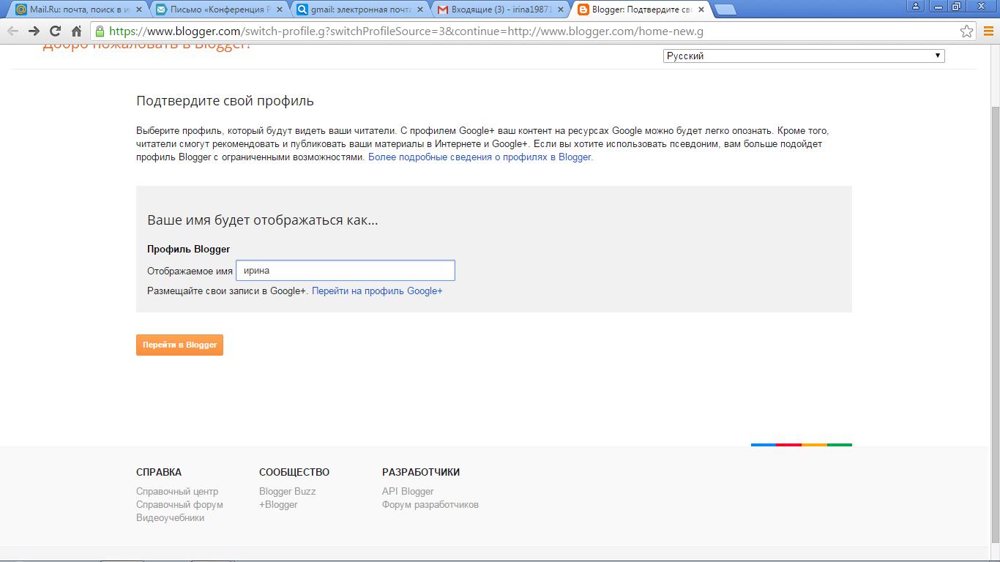 Mail.Ru: почта, поиск в и
Письмо «Конференция Р
gmail: электронная почта
Входящие (3) - irina19871
Blogger: Подтвердите сво
https://www.blogger.com/switch-profile.g?switchProfileSource=3&continue=http://www.blogger.com/home-new.g
Добро пожаловать в Blogger!
Русский
Подтвердите свой профиль
Выберите профиль, который будут видеть ваши читатели. С профилем Google+ ваш контент на ресурсах Google можно будет легко опознать. Кроме того,
читатели смогут рекомендовать и публиковать ваши материалы в Интернете и Google+. Если вы хотите использовать псевдоним, вам больше подойдет
профиль Blogger с ограниченными возможностями. Более подробные сведения о профилях в Blogger.
Ваше имя будет отображаться как...
Профиль Blogger
Отображаемое имя ирина
Размещайте свои записи в Google+. Перейти на профиль Google+
Перейти в Blogger
СПРАВКА
Справочный центр
Справочный форум
Видеоучебники
СООБЩЕСТВО
Blogger Buzz
+Blogger
РАЗРАБОТЧИКИ
API Blogger
Форум разработчиков